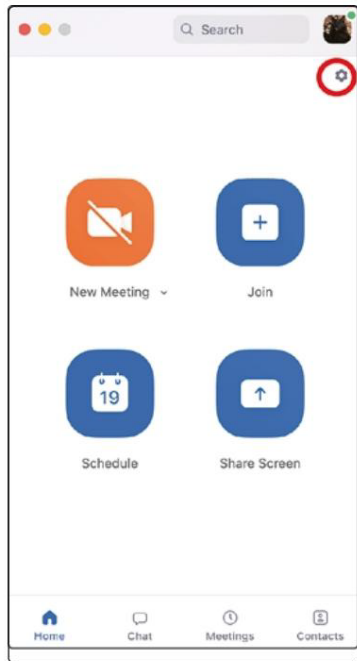 Search
New Meeting
Join
19
Schedule
Share Screen
Home
Chat
Meetings
Contacts